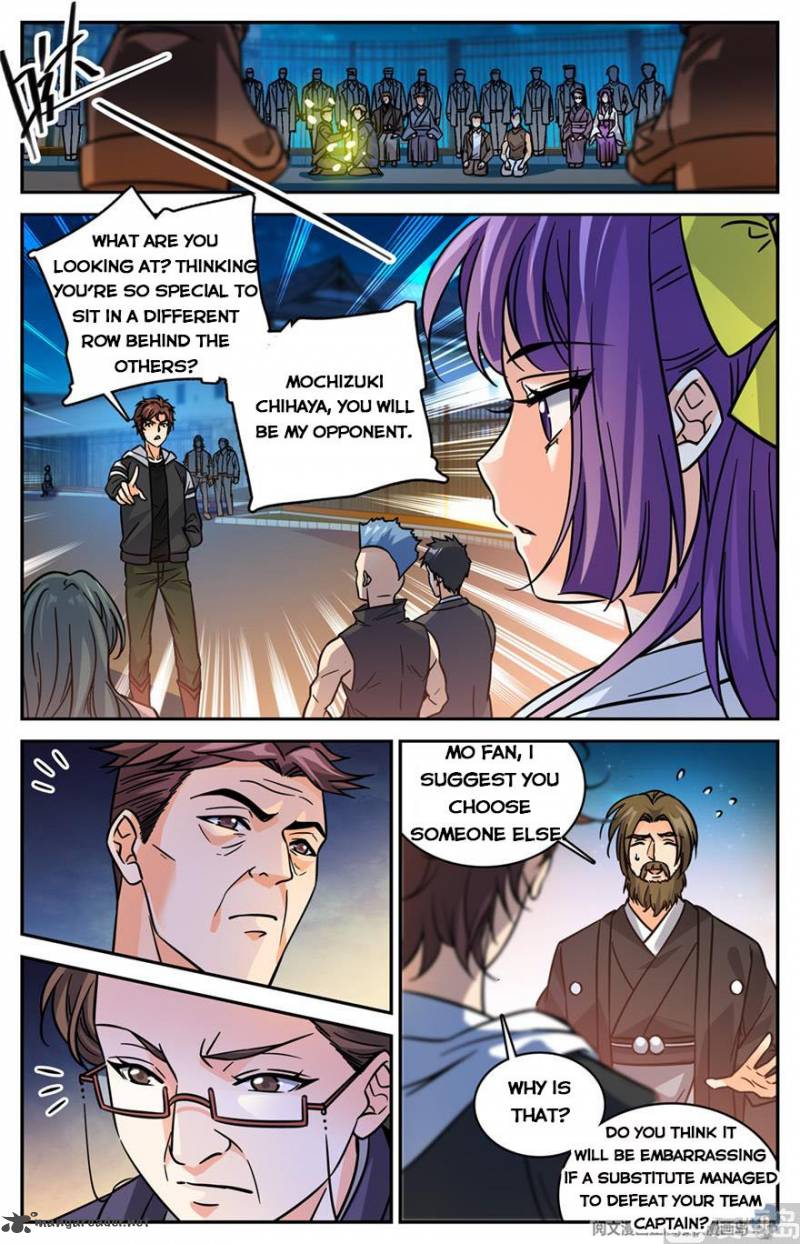 WHAT ARE YOU
LOOKING AT? THINKING
YOU'RE SO SPECIAL TO
SIT IN A DIFFERENT
ROW BEHIND THE
OTHERS?
MOCHIZUKI
CHIHAYA, YOU WILL
BE MY OPPONENT.
MO FAN, I
SUGGEST YOU
CHOOSE
SOMEONE ELSE
WHY IS
THAT?
DO YOU THINK IT
WILL BE EMBARRASSING
IF A SUBSTITUTE MANAGED
TO DEFEAT YOUR TEAM
CAPTAIN?
mangareader.net